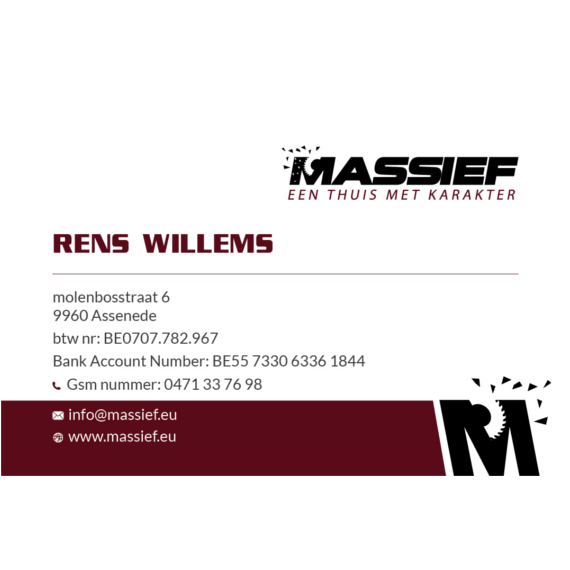 MASSIEF
EEN THUIS MET KARAKTER
RENS WILLEMS
molenbosstraat 6
9960 Assenede
btw nr: BE0707.782.967
Bank Account Number: BE55 7330 6336 1844
Gsm nummer: 0471 33 76 98
info@massief.eu
www.massief.eu
M